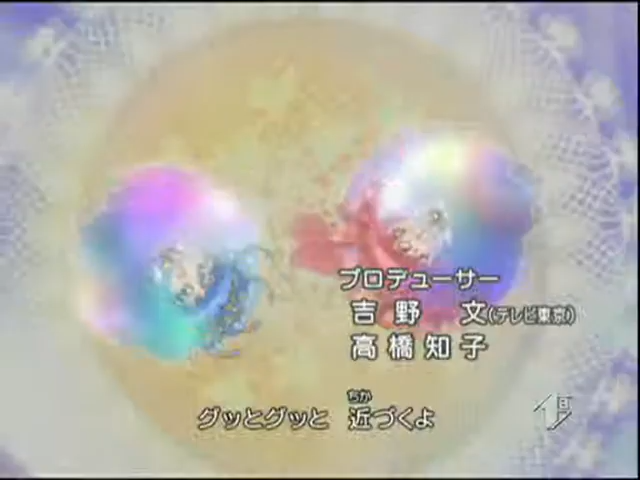 プロデューサー
吉野 文(テレビ東京)
高橋知子
ちか
グッとグッと 近づくよ